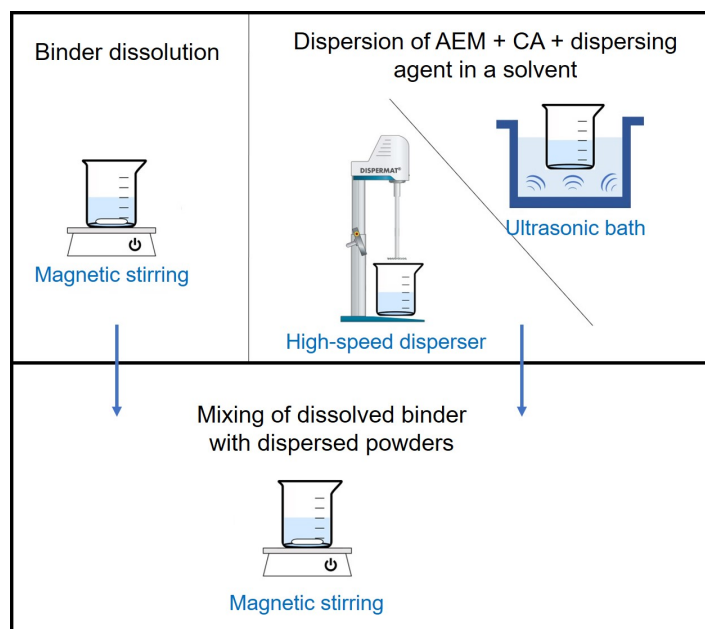 Binder dissolution
Magnetic stirring
Dispersion of AEM + CA + dispersing
agent in a solvent
DISPERMAT®
High-speed disperser
Ultrasonic bath
Mixing of dissolved binder
with dispersed powders
Magnetic stirring